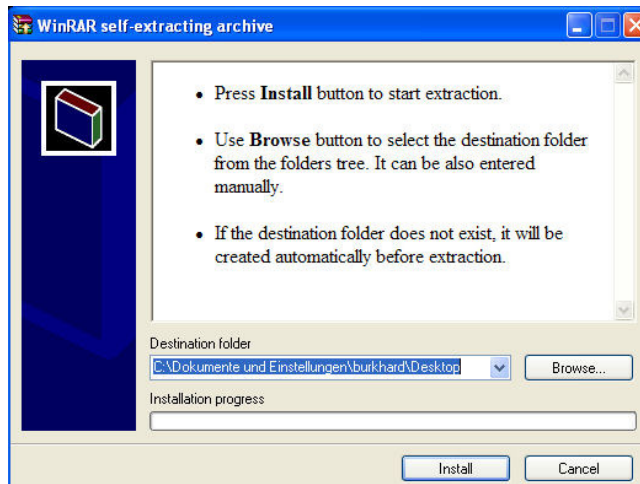 WinRAR self-extracting archive
• Press Install button to start extraction.
• Use Browse button to select the destination folder
from the folders tree. It can be also entered
manually.
• If the destination folder does not exist, it will be
created automatically before extraction.
Destination folder
C:\Dokumente und Einstellungen\burkhard\Desktop
Browse...
Installation progress
Install
Cancel